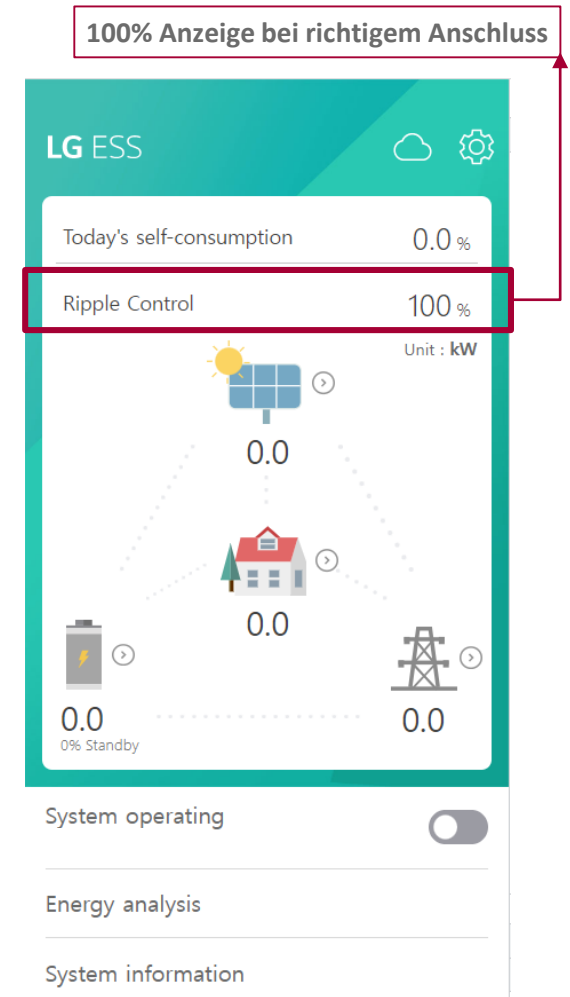 100% Anzeige bei richtigem Anschluss
LG ESS
Today's self-consumption 0.0 %
Ripple Control 100 %
Unit : kW
0.0
0.0
0.0 0.0
0% Standby
System operating
Energy analysis
System information